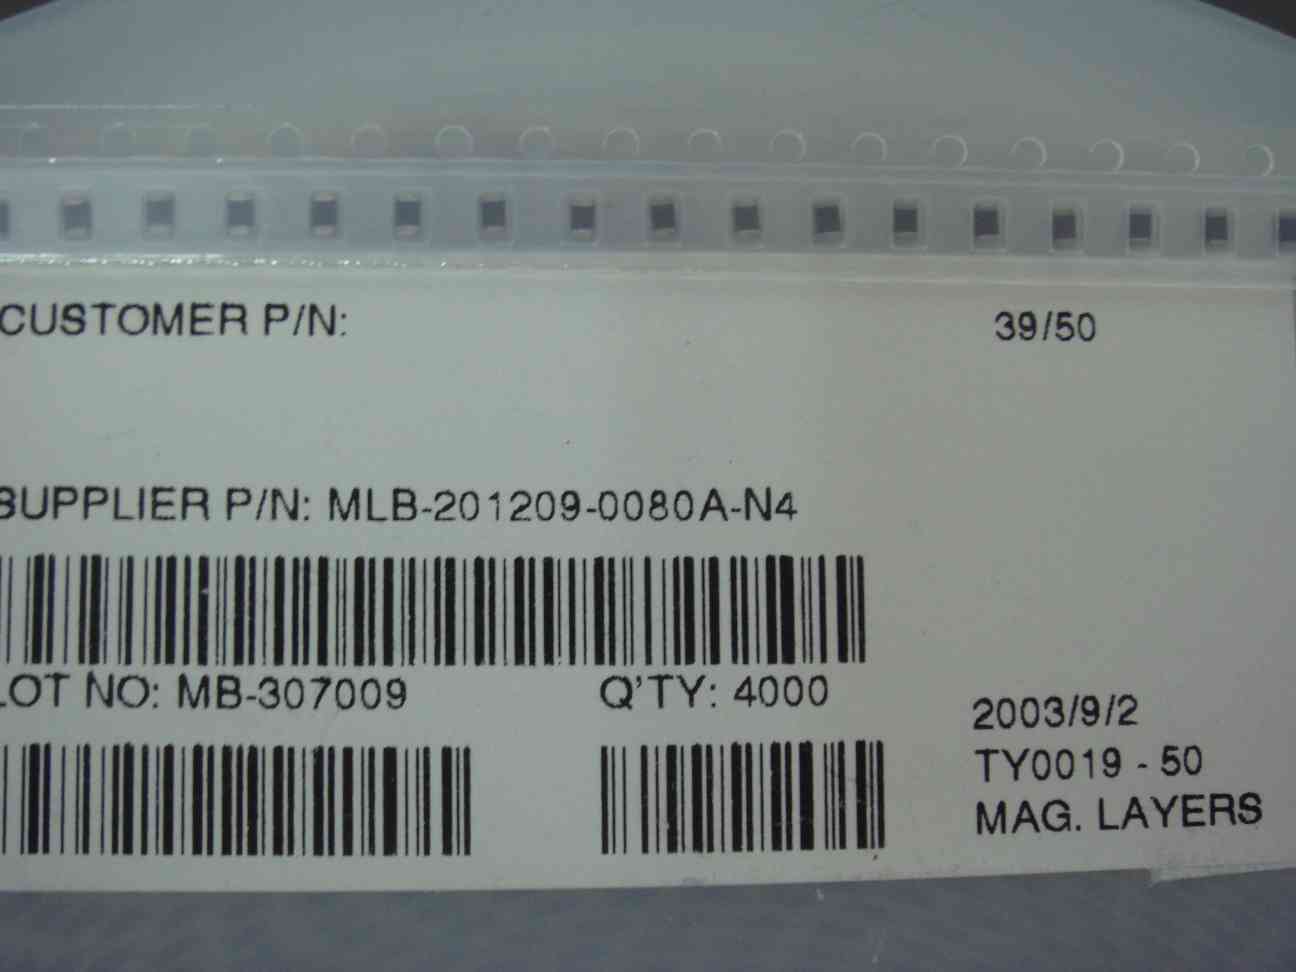 CUSTOMER P/N:
39/50
SUPPLIER P/N: MLB-201209-0080A-N4
LOT NO: MB-307009
Q'TY: 4000
2003/9/2
TY0019 - 50
MAG. LAYERS